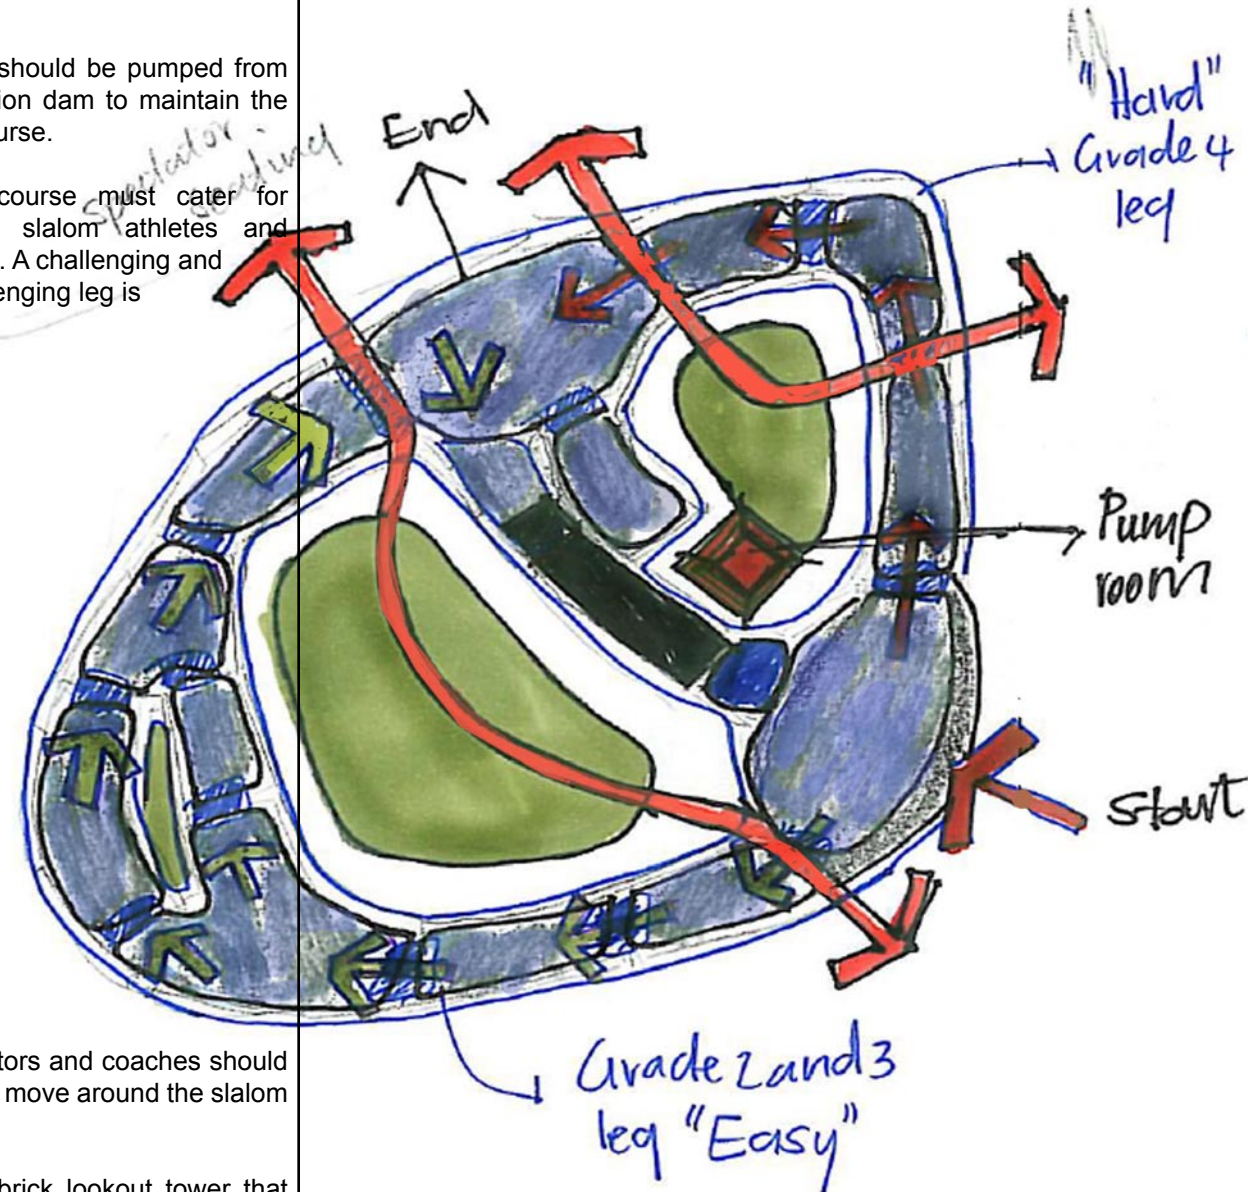 should be pumped from
ion dam to maintain the
urse.
spectator
seating
End
"Hard"
Grade 4
leg
course must cater for
slalom athletes and
. A challenging and
enging leg is
Pump
room
Start
Grade 2 and 3
leg "Easy"
tors and coaches should
move around the slalom
brick lookout tower that